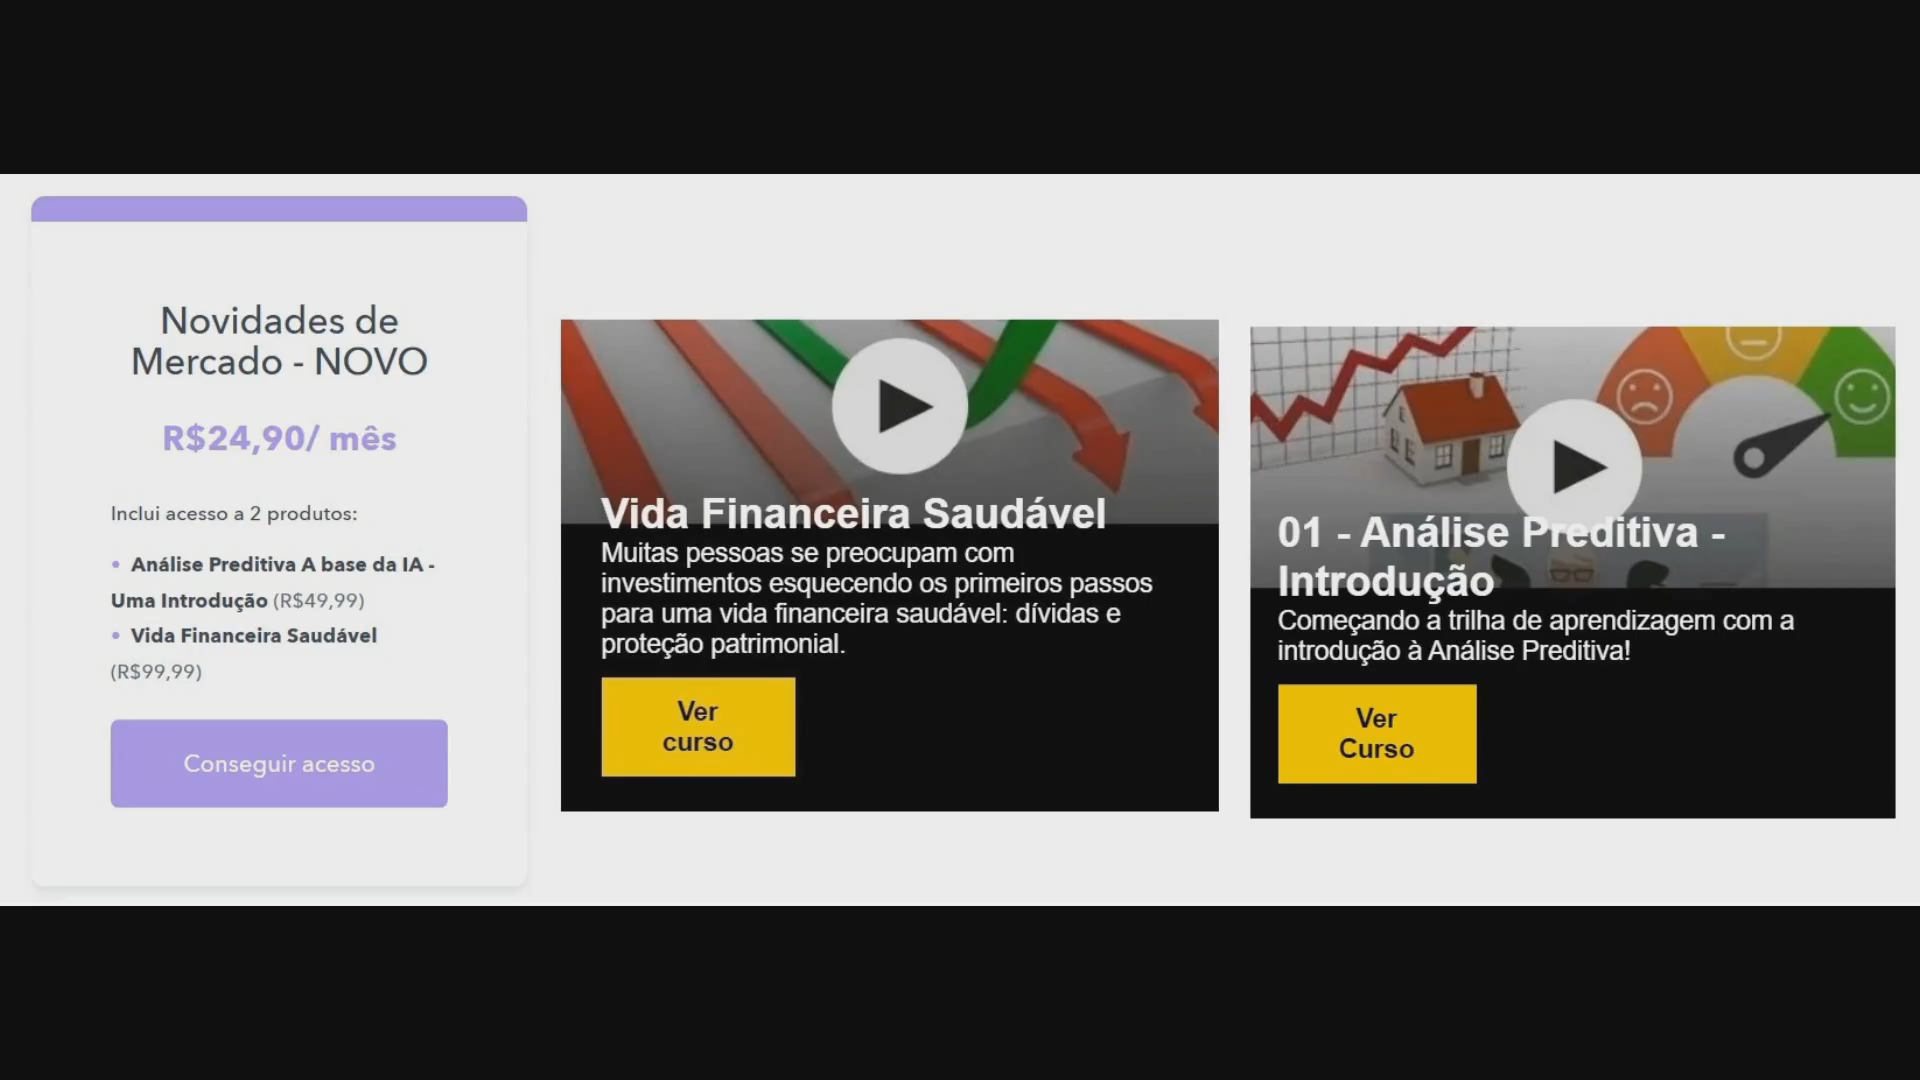 Novidades de
Mercado - NOVO
R$24,90/ mês
Inclui acesso a 2 produtos:
• Análise Preditiva A base da IA -
Uma Introdução (R$49,99)
• Vida Financeira Saudável
(R$99,99)
Conseguir acesso
Vida Financeira Saudável
Muitas pessoas se preocupam com
investimentos esquecendo os primeiros passos
para uma vida financeira saudável: dívidas e
proteção patrimonial.
Ver
curso
01 - Análise Preditiva -
Introdução
Começando a trilha de aprendizagem com a
introdução à Análise Preditiva!
Ver
Curso